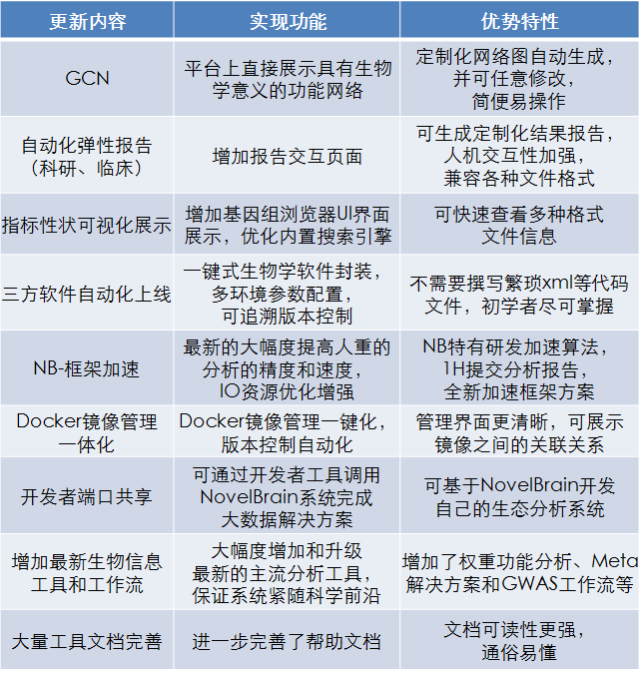 更新内容
实现功能
优势特性
GCN
平台上直接展示具有生物
学意义的功能网络
定制化网络图自动生成，
并可任意修改，
简便易操作
自动化弹性报告
（科研、临床）
增加报告交互页面
可生成定制化结果报告，
人机交互性加强，
兼容各种文件格式
指标性状可视化展示
增加基因组浏览器UI界面
展示，优化内置搜索引擎
可快速查看多种格式
文件信息
三方软件自动化上线
一键式生物学软件封装，
多环境参数配置，
可追溯版本控制
不需要撰写繁琐xml等代码
文件，初学者尽可掌握
NB-框架加速
最新的大幅度提高人重的
分析的精度和速度，
IO资源优化增强
NB特有研发加速算法，
1H提交分析报告，
全新加速框架方案
Docker镜像管理
一体化
Docker镜像管理一键化，
版本控制自动化
管理界面更清晰，可展示
镜像之间的关联关系
开发者端口共享
可通过开发者工具调用
NovelBrain系统完成
大数据解决方案
可基于NovelBrain开发
自己的生态分析系统
增加最新生物信息
工具和工作流
大幅度增加和升级
最新的主流分析工具，
保证系统紧随科学前沿
增加了权重功能分析、Meta
解决方案和GWAS工作流等
大量工具文档完善
进一步完善了帮助文档
文档可读性更强，
通俗易懂